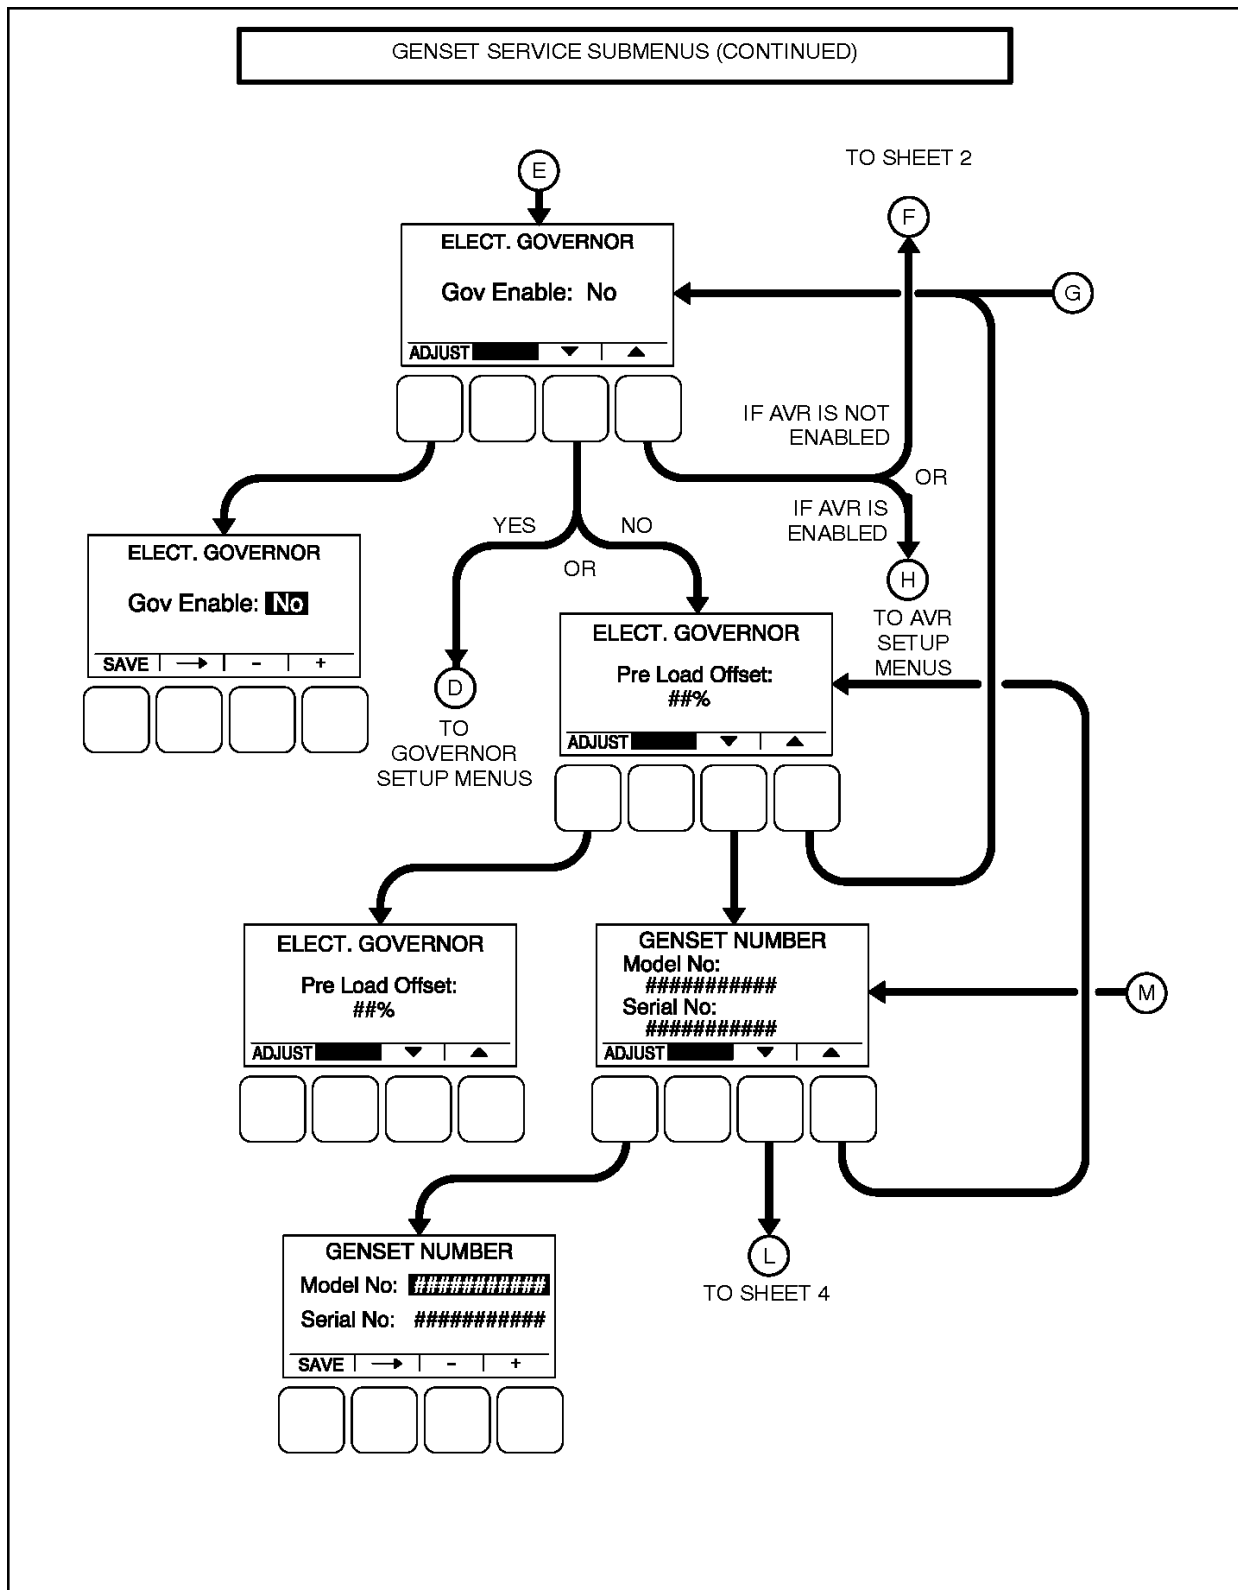 GENSET SERVICE SUBMENUS (CONTINUED)
E
TO SHEET 2
F
ELECT. GOVERNOR
Gov Enable: No
ADJUST ▼ ▲
G
IF AVR IS NOT
ENABLED
OR
IF AVR IS
ENABLED
H
TO AVR
SETUP
MENUS
YES
OR
NO
ELECT. GOVERNOR
Gov Enable: No
SAVE → - +
D
TO
GOVERNOR
SETUP MENUS
ELECT. GOVERNOR
Pre Load Offset:
##%
ADJUST ▼ ▲
ELECT. GOVERNOR
Pre Load Offset:
##%
ADJUST ▼ ▲
GENSET NUMBER
Model No:
###########
Serial No:
###########
ADJUST ▼ ▲
M
GENSET NUMBER
Model No: ###########
Serial No: ###########
SAVE → - +
L
TO SHEET 4